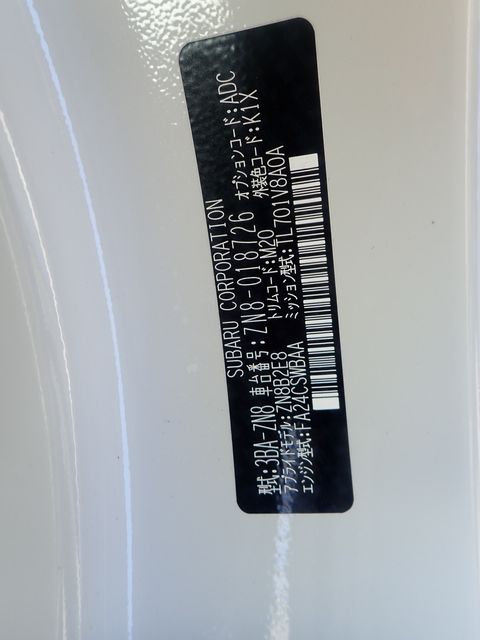 SUBARU CORPORATION
型式:3BA-ZN8 車台番号:ZN8-018726 オプションコード:ADC
アプライドモデル:ZN8B2E8 トリムコード:M20 外装色コード:K1X
エンジン型式:FA24CSWBAA ミッション型式:TL701V8A0A